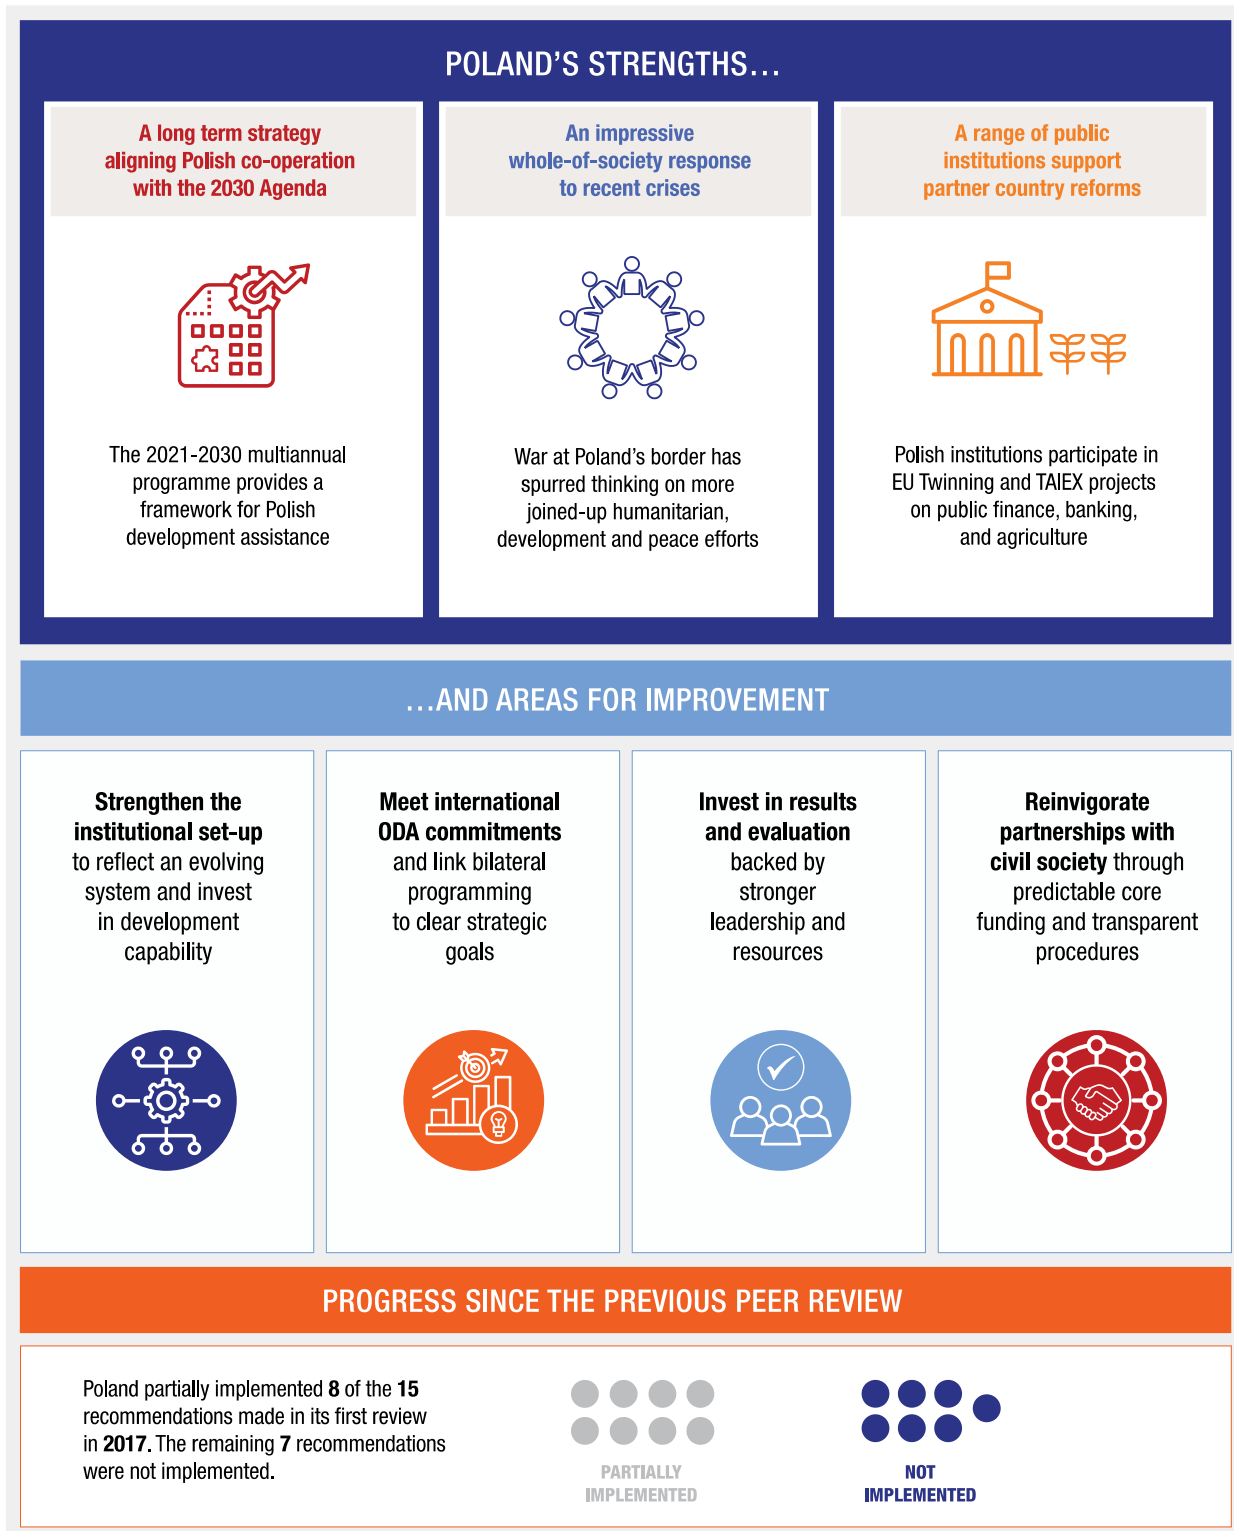 POLAND'S STRENGTHS...
A long term strategy
aligning Polish co-operation
with the 2030 Agenda
The 2021-2030 multiannual
programme provides a
framework for Polish
development assistance
An impressive
whole-of-society response
to recent crises
War at Poland's border has
spurred thinking on more
joined-up humanitarian,
development and peace efforts
A range of public
institutions support
partner country reforms
Polish institutions participate in
EU Twinning and TAIEX projects
on public finance, banking,
and agriculture
...AND AREAS FOR IMPROVEMENT
Strengthen the
institutional set-up
to reflect an evolving
system and invest
in development
capability
Meet international
ODA commitments
and link bilateral
programming
to clear strategic
goals
Invest in results
and evaluation
backed by
stronger
leadership and
resources
Reinvigorate
partnerships with
civil society through
predictable core
funding and transparent
procedures
PROGRESS SINCE THE PREVIOUS PEER REVIEW
Poland partially implemented 8 of the 15
recommendations made in its first review
in 2017. The remaining 7 recommendations
were not implemented.
PARTIALLY
IMPLEMENTED
NOT
IMPLEMENTED